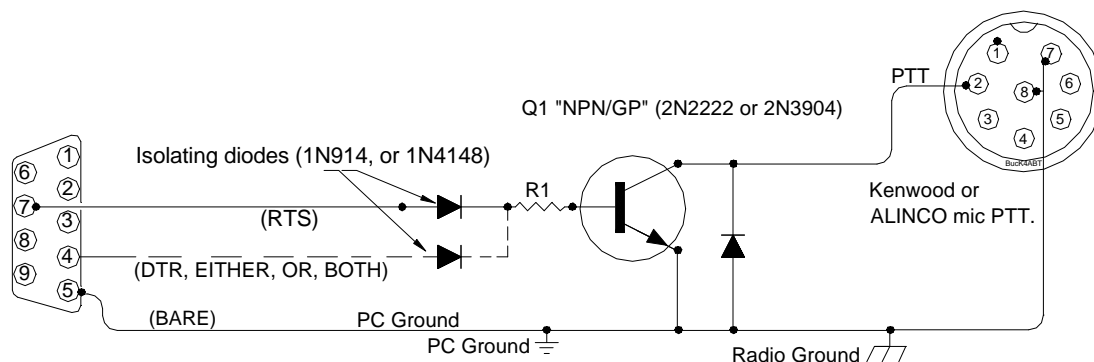 PTT
Q1 "NPN/GP" (2N2222 or 2N3904)
1
7
2
8
6
3
5
4
BucK4ABT
Isolating diodes (1N914, or 1N4148)
R1
Kenwood or
ALINCO mic PTT.
1
6
2
7
3
8
4
9
5
(RTS)
(DTR, EITHER, OR, BOTH)
(BARE)
PC Ground
PC Ground
Radio Ground